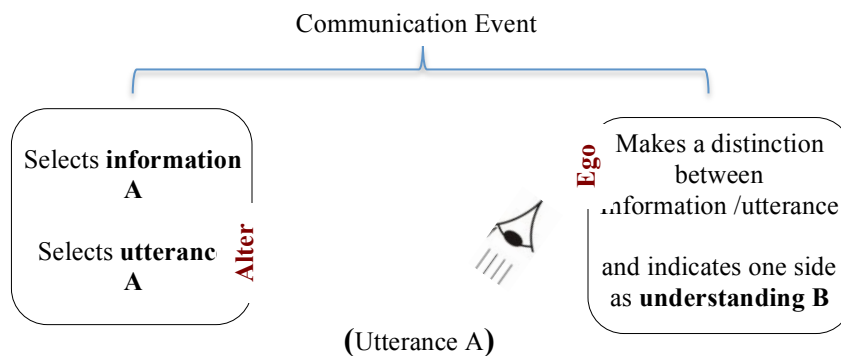 Communication Event
Selects information
A
Selects utteranc
A
Alter
Ego
Makes a distinction
between
information /utterance
and indicates one side
as understanding B
(Utterance A)